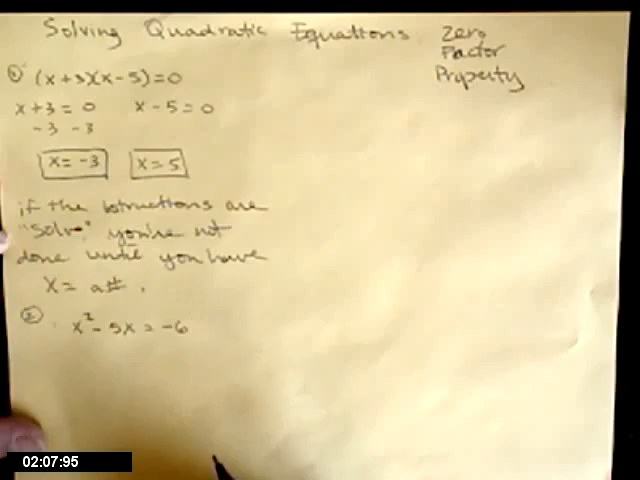 Solving Quadratic Equations
Zero
Factor
Property
① (x+3)(x-5)=0
x+3=0 x-5=0
-3 -3
x=-3 x=5
if the istructions are
"solve" you're not
done until you have
X = a#.
② x²-5x=-6
02:07:95